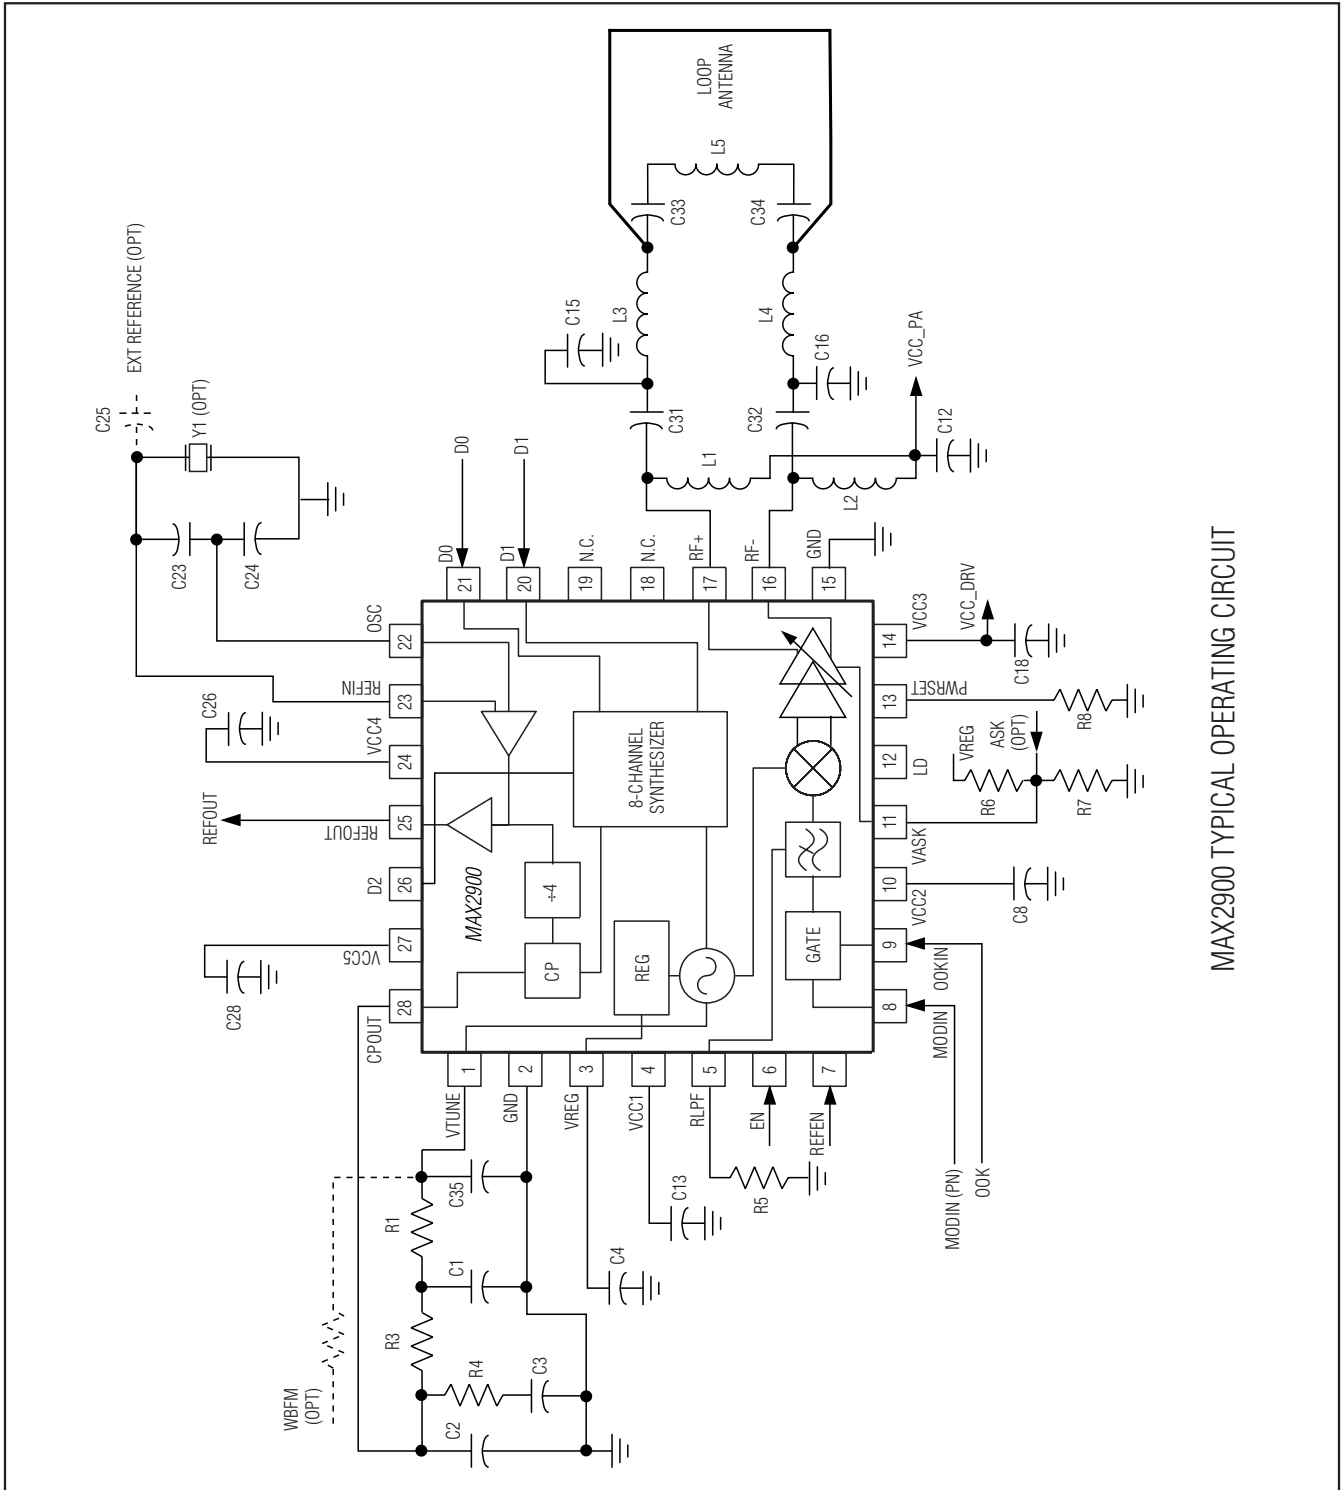 LOOP
ANTENNA
L5
C33
C34
EXT REFERENCE (OPT)
C25
Y1 (OPT)
C15
L3
L4
C16
VCC_PA
C31
C32
C12
L1
L2
C23
C24
D0
D1
D0
D1
N.C.
N.C.
RF+
RF-
GND
21
20
19
18
17
16
15
OSC
22
REFIN
23
C26
VCC4
24
REFOUT
REFOUT
25
D2
26
VCC5
27
C28
CPOUT
28
MAX2900
8-CHANNEL
SYNTHESIZER
÷4
CP
REG
GATE
VCC3
14
VCC_DRV
C18
PWRSET
13
R8
LD
12
VREG
ASK
(OPT)
R6
R7
VASK
11
VCC2
10
C8
OOKIN
9
MODIN
8
1
2
3
4
5
6
7
VTUNE
GND
VREG
VCC1
RLPF
EN
REFEN
C35
R1
C1
R3
R4
C3
C2
C4
C13
R5
WBFM
(OPT)
MODIN (PN)
OOK
MAX2900 TYPICAL OPERATING CIRCUIT